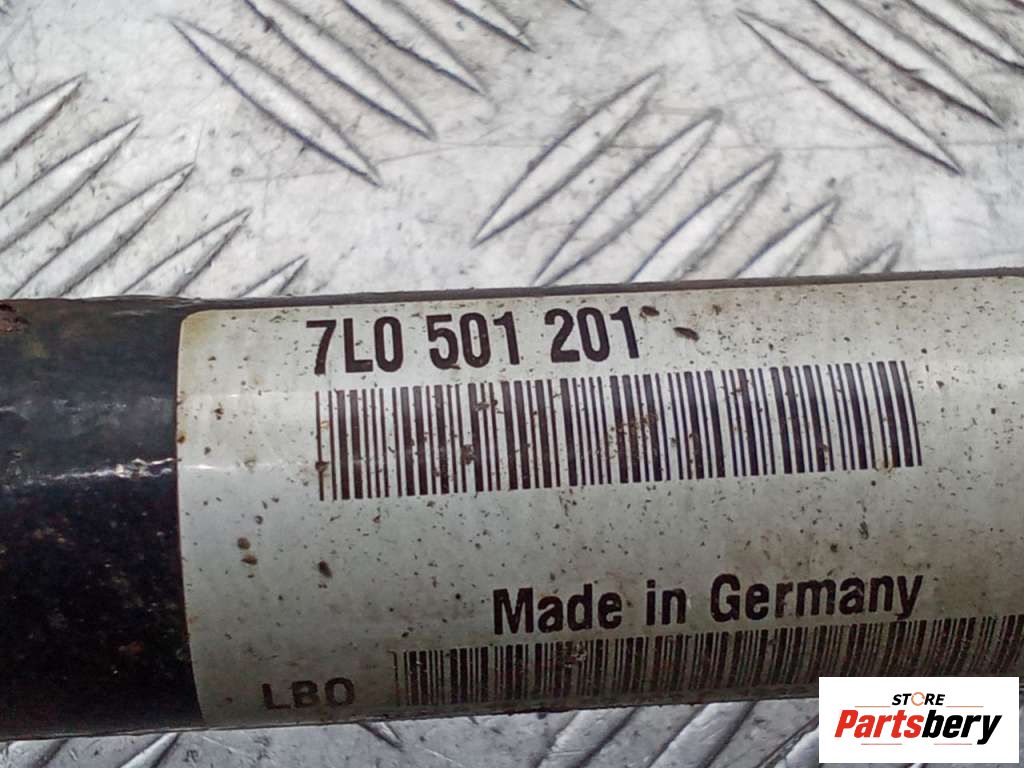 7L0 501 201
Made in Germany
LBO
STORE
Partsbery